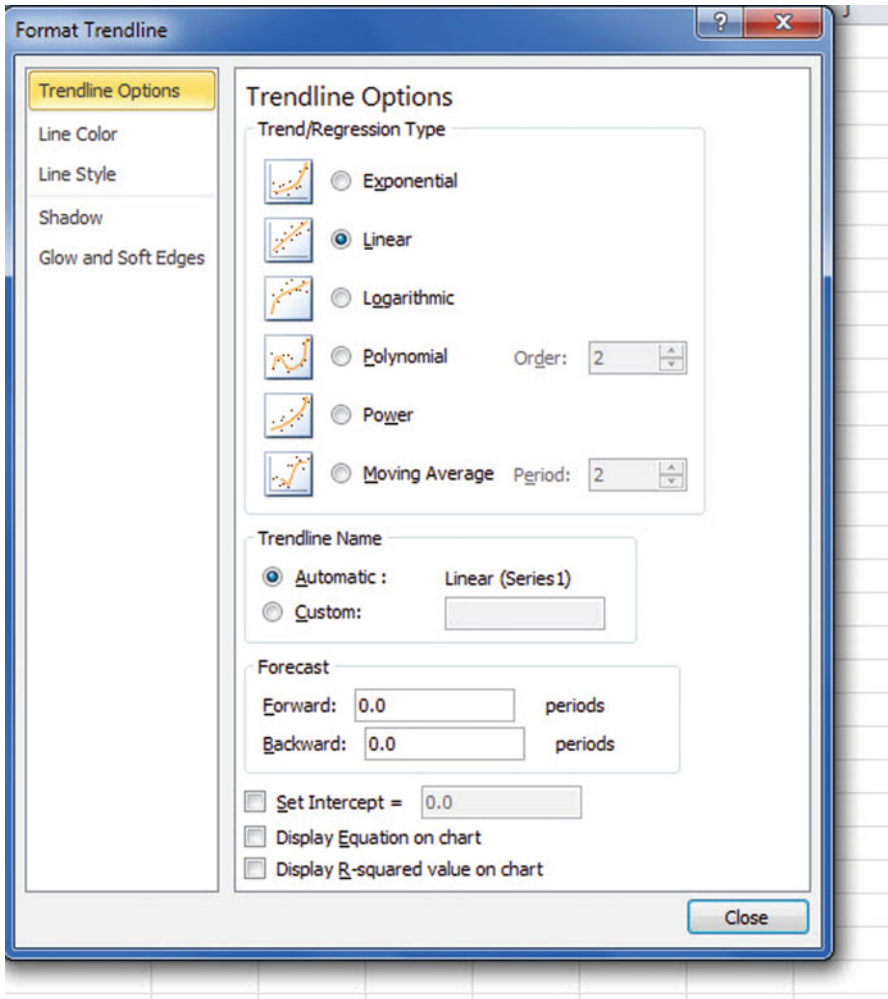 Format Trendline
J
Trendline Options
Line Color
Line Style
Shadow
Glow and Soft Edges
Trendline Options
Trend/Regression Type
Exponential
Linear
Logarithmic
Polynomial Order: 2
Power
Moving Average Period: 2
Trendline Name
Automatic : Linear (Series1)
Custom:
Forecast
Forward: 0.0 periods
Backward: 0.0 periods
Set Intercept = 0.0
Display Equation on chart
Display R-squared value on chart
Close